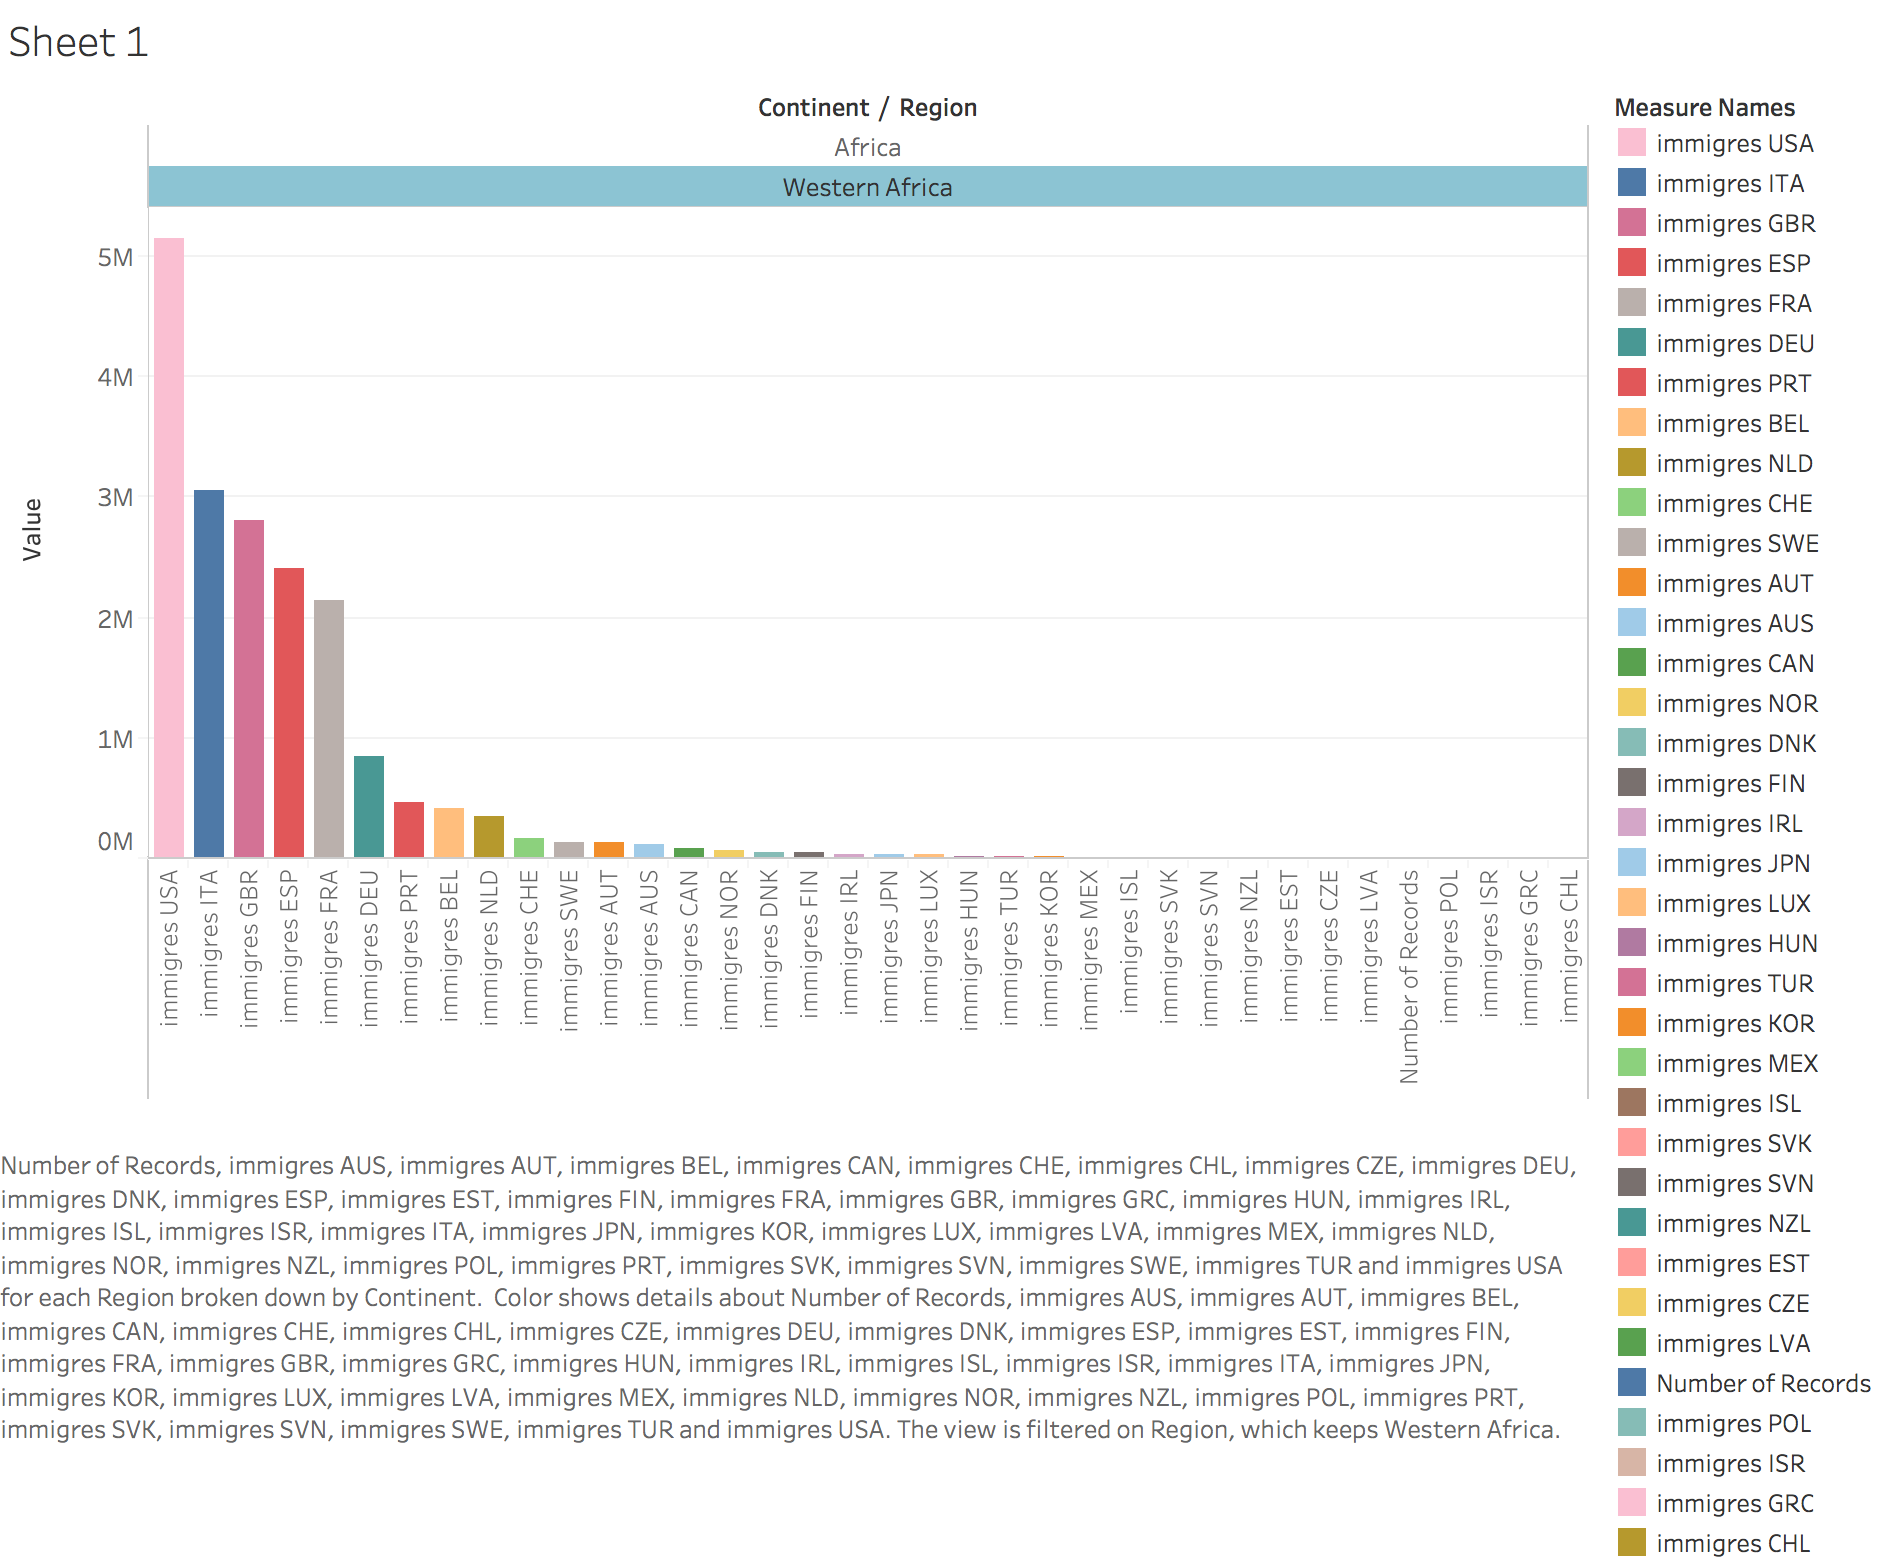 Sheet 1
Continent / Region
Africa
Western Africa
Value
5M
4M
3M
2M
1M
0M
immigres USA
immigres ITA
immigres GBR
immigres ESP
immigres FRA
immigres DEU
immigres PRT
immigres BEL
immigres NLD
immigres CHE
immigres SWE
immigres AUT
immigres AUS
immigres CAN
immigres NOR
immigres DNK
immigres FIN
immigres IRL
immigres JPN
immigres LUX
immigres HUN
immigres TUR
immigres KOR
immigres MEX
immigres ISL
immigres SVK
immigres SVN
immigres NZL
immigres EST
immigres CZE
immigres LVA
Number of Records
immigres POL
immigres ISR
immigres GRC
immigres CHL
Measure Names
immigres USA
immigres ITA
immigres GBR
immigres ESP
immigres FRA
immigres DEU
immigres PRT
immigres BEL
immigres NLD
immigres CHE
immigres SWE
immigres AUT
immigres AUS
immigres CAN
immigres NOR
immigres DNK
immigres FIN
immigres IRL
immigres JPN
immigres LUX
immigres HUN
immigres TUR
immigres KOR
immigres MEX
immigres ISL
immigres SVK
immigres SVN
immigres NZL
immigres EST
immigres CZE
immigres LVA
Number of Records
immigres POL
immigres ISR
immigres GRC
immigres CHL
Number of Records, immigres AUS, immigres AUT, immigres BEL, immigres CAN, immigres CHE, immigres CHL, immigres CZE, immigres DEU,
immigres DNK, immigres ESP, immigres EST, immigres FIN, immigres FRA, immigres GBR, immigres GRC, immigres HUN, immigres IRL,
immigres ISL, immigres ISR, immigres ITA, immigres JPN, immigres KOR, immigres LUX, immigres LVA, immigres MEX, immigres NLD,
immigres NOR, immigres NZL, immigres POL, immigres PRT, immigres SVK, immigres SVN, immigres SWE, immigres TUR and immigres USA
for each Region broken down by Continent. Color shows details about Number of Records, immigres AUS, immigres AUT, immigres BEL,
immigres CAN, immigres CHE, immigres CHL, immigres CZE, immigres DEU, immigres DNK, immigres ESP, immigres EST, immigres FIN,
immigres FRA, immigres GBR, immigres GRC, immigres HUN, immigres IRL, immigres ISL, immigres ISR, immigres ITA, immigres JPN,
immigres KOR, immigres LUX, immigres LVA, immigres MEX, immigres NLD, immigres NOR, immigres NZL, immigres POL, immigres PRT,
immigres SVK, immigres SVN, immigres SWE, immigres TUR and immigres USA. The view is filtered on Region, which keeps Western Africa.